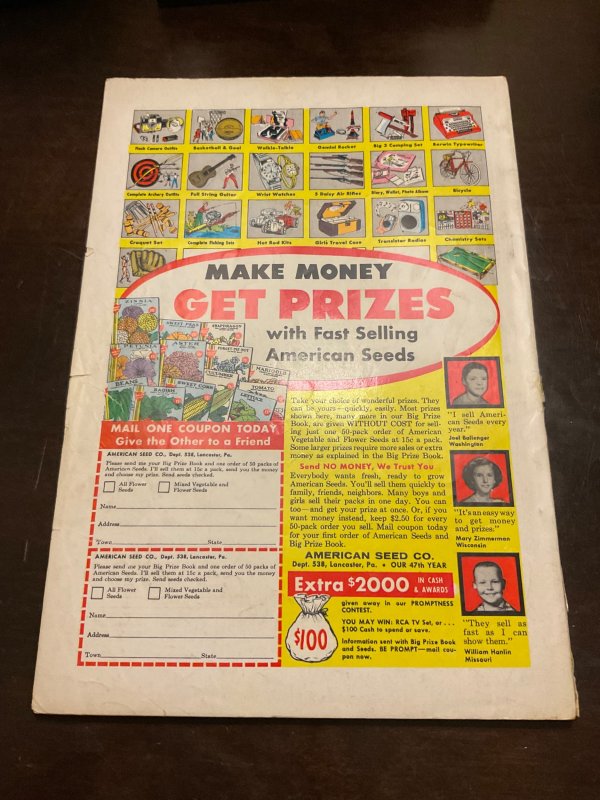 Flash Camera Outfits
Basketball & Goal
Walkie-Talkie
Gendal Rocket
Big 3 Camping Set
Berwin Typewriter
Complete Archery Outfits
Full String Guitar
Wrist Watches
5 Daisy Air Rifles
Diary, Wallet, Photo Album
Bicycle
Croquet Set
Complete Fishing Sets
Hot Rod Kits
Girls Travel Case
Transistor Radios
Chemistry Sets
MAKE MONEY
GET PRIZES
with Fast Selling
American Seeds
ZINNIA
SWEET PEAS
SNAPDRAGON
PETUNIA
ASTER
FORGET-ME-NOT
MARIGOLD
CUCUMBER
BEANS
RADISH
SWEET CORN
TOMATO
LETTUCE
MAIL ONE COUPON TODAY
Give the Other to a Friend
AMERICAN SEED CO., Dept. 538, Lancaster, Pa.
Please send me your Big Prize Book and one order of 50 packs of
American Seeds. I'll sell them at 15c a pack, send you the money
and choose my prize. Send seeds checked.
All Flower
Seeds
Mixed Vegetable and
Flower Seeds
Name
Address
Town State
AMERICAN SEED CO., Dept. 538, Lancaster, Pa.
Please send me your Big Prize Book and one order of 50 packs of
American Seeds. I'll sell them at 15c a pack, send you the money
and choose my prize. Send seeds checked.
All Flower
Seeds
Mixed Vegetable and
Flower Seeds
Name
Address
Town State
Take your choice of wonderful prizes. They
can be yours—quickly, easily. Most prizes
shown here, many more in our Big Prize
Book, are given WITHOUT COST for sell-
ing just one 50-pack order of American
Vegetable and Flower Seeds at 15c a pack.
Some larger prizes require more sales or extra
money as explained in the Big Prize Book.
Send NO MONEY, We Trust You
Everybody wants fresh, ready to grow
American Seeds. You'll sell them quickly to
family, friends, neighbors. Many boys and
girls sell their packs in one day. You can
too—and get your prize at once. Or, if you
want money instead, keep $2.50 for every
50-pack order you sell. Mail coupon today
for your first order of American Seeds and
Big Prize Book.
AMERICAN SEED CO.
Dept. 538, Lancaster, Pa. • OUR 47th YEAR
Extra $2000 IN CASH
& AWARDS
given away in our PROMPTNESS
CONTEST.
YOU MAY WIN: RCA TV Set, or . . .
$100 Cash to spend or save.
Information sent with Big Prize Book
and Seeds. BE PROMPT—mail cou-
pon now.
$100
"I sell Ameri-
can Seeds every
year."
Joel Ballenger
Washington
"It's an easy way
to get money
and prizes."
Mary Zimmerman
Wisconsin
"They sell as
fast as I can
show them."
William Hanlin
Missouri